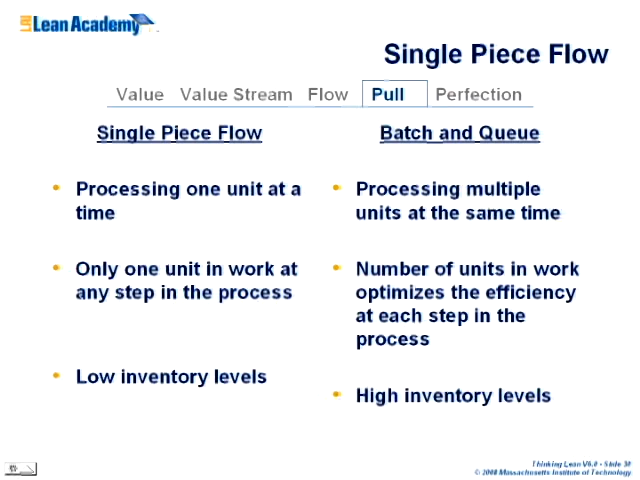 LAI Lean Academy
Single Piece Flow
Value Value Stream Flow Pull Perfection
Single Piece Flow
Processing one unit at a
time
Only one unit in work at
any step in the process
Low inventory levels
Batch and Queue
Processing multiple
units at the same time
Number of units in work
optimizes the efficiency
at each step in the
process
High inventory levels
Thinking Lean V6.0 - Slide 30
© 2008 Massachusetts Institute of Technology